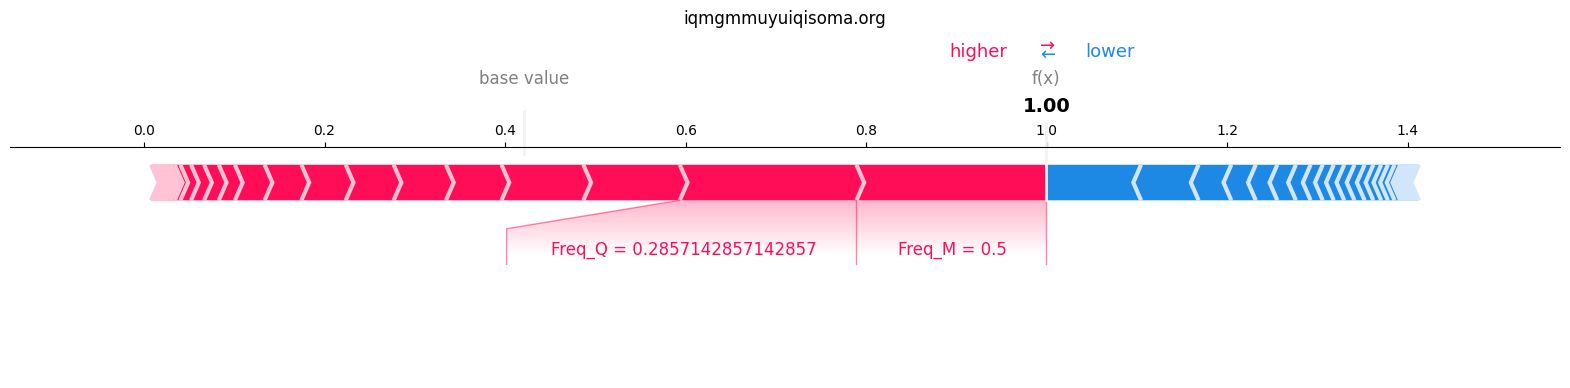 iqmgmmuyuiqisoma.org
higher → ← lower
base value f(x)
1.00
0.0 0.2 0.4 0.6 0.8 1.0 1.2 1.4
Freq_Q = 0.2857142857142857 Freq_M = 0.5